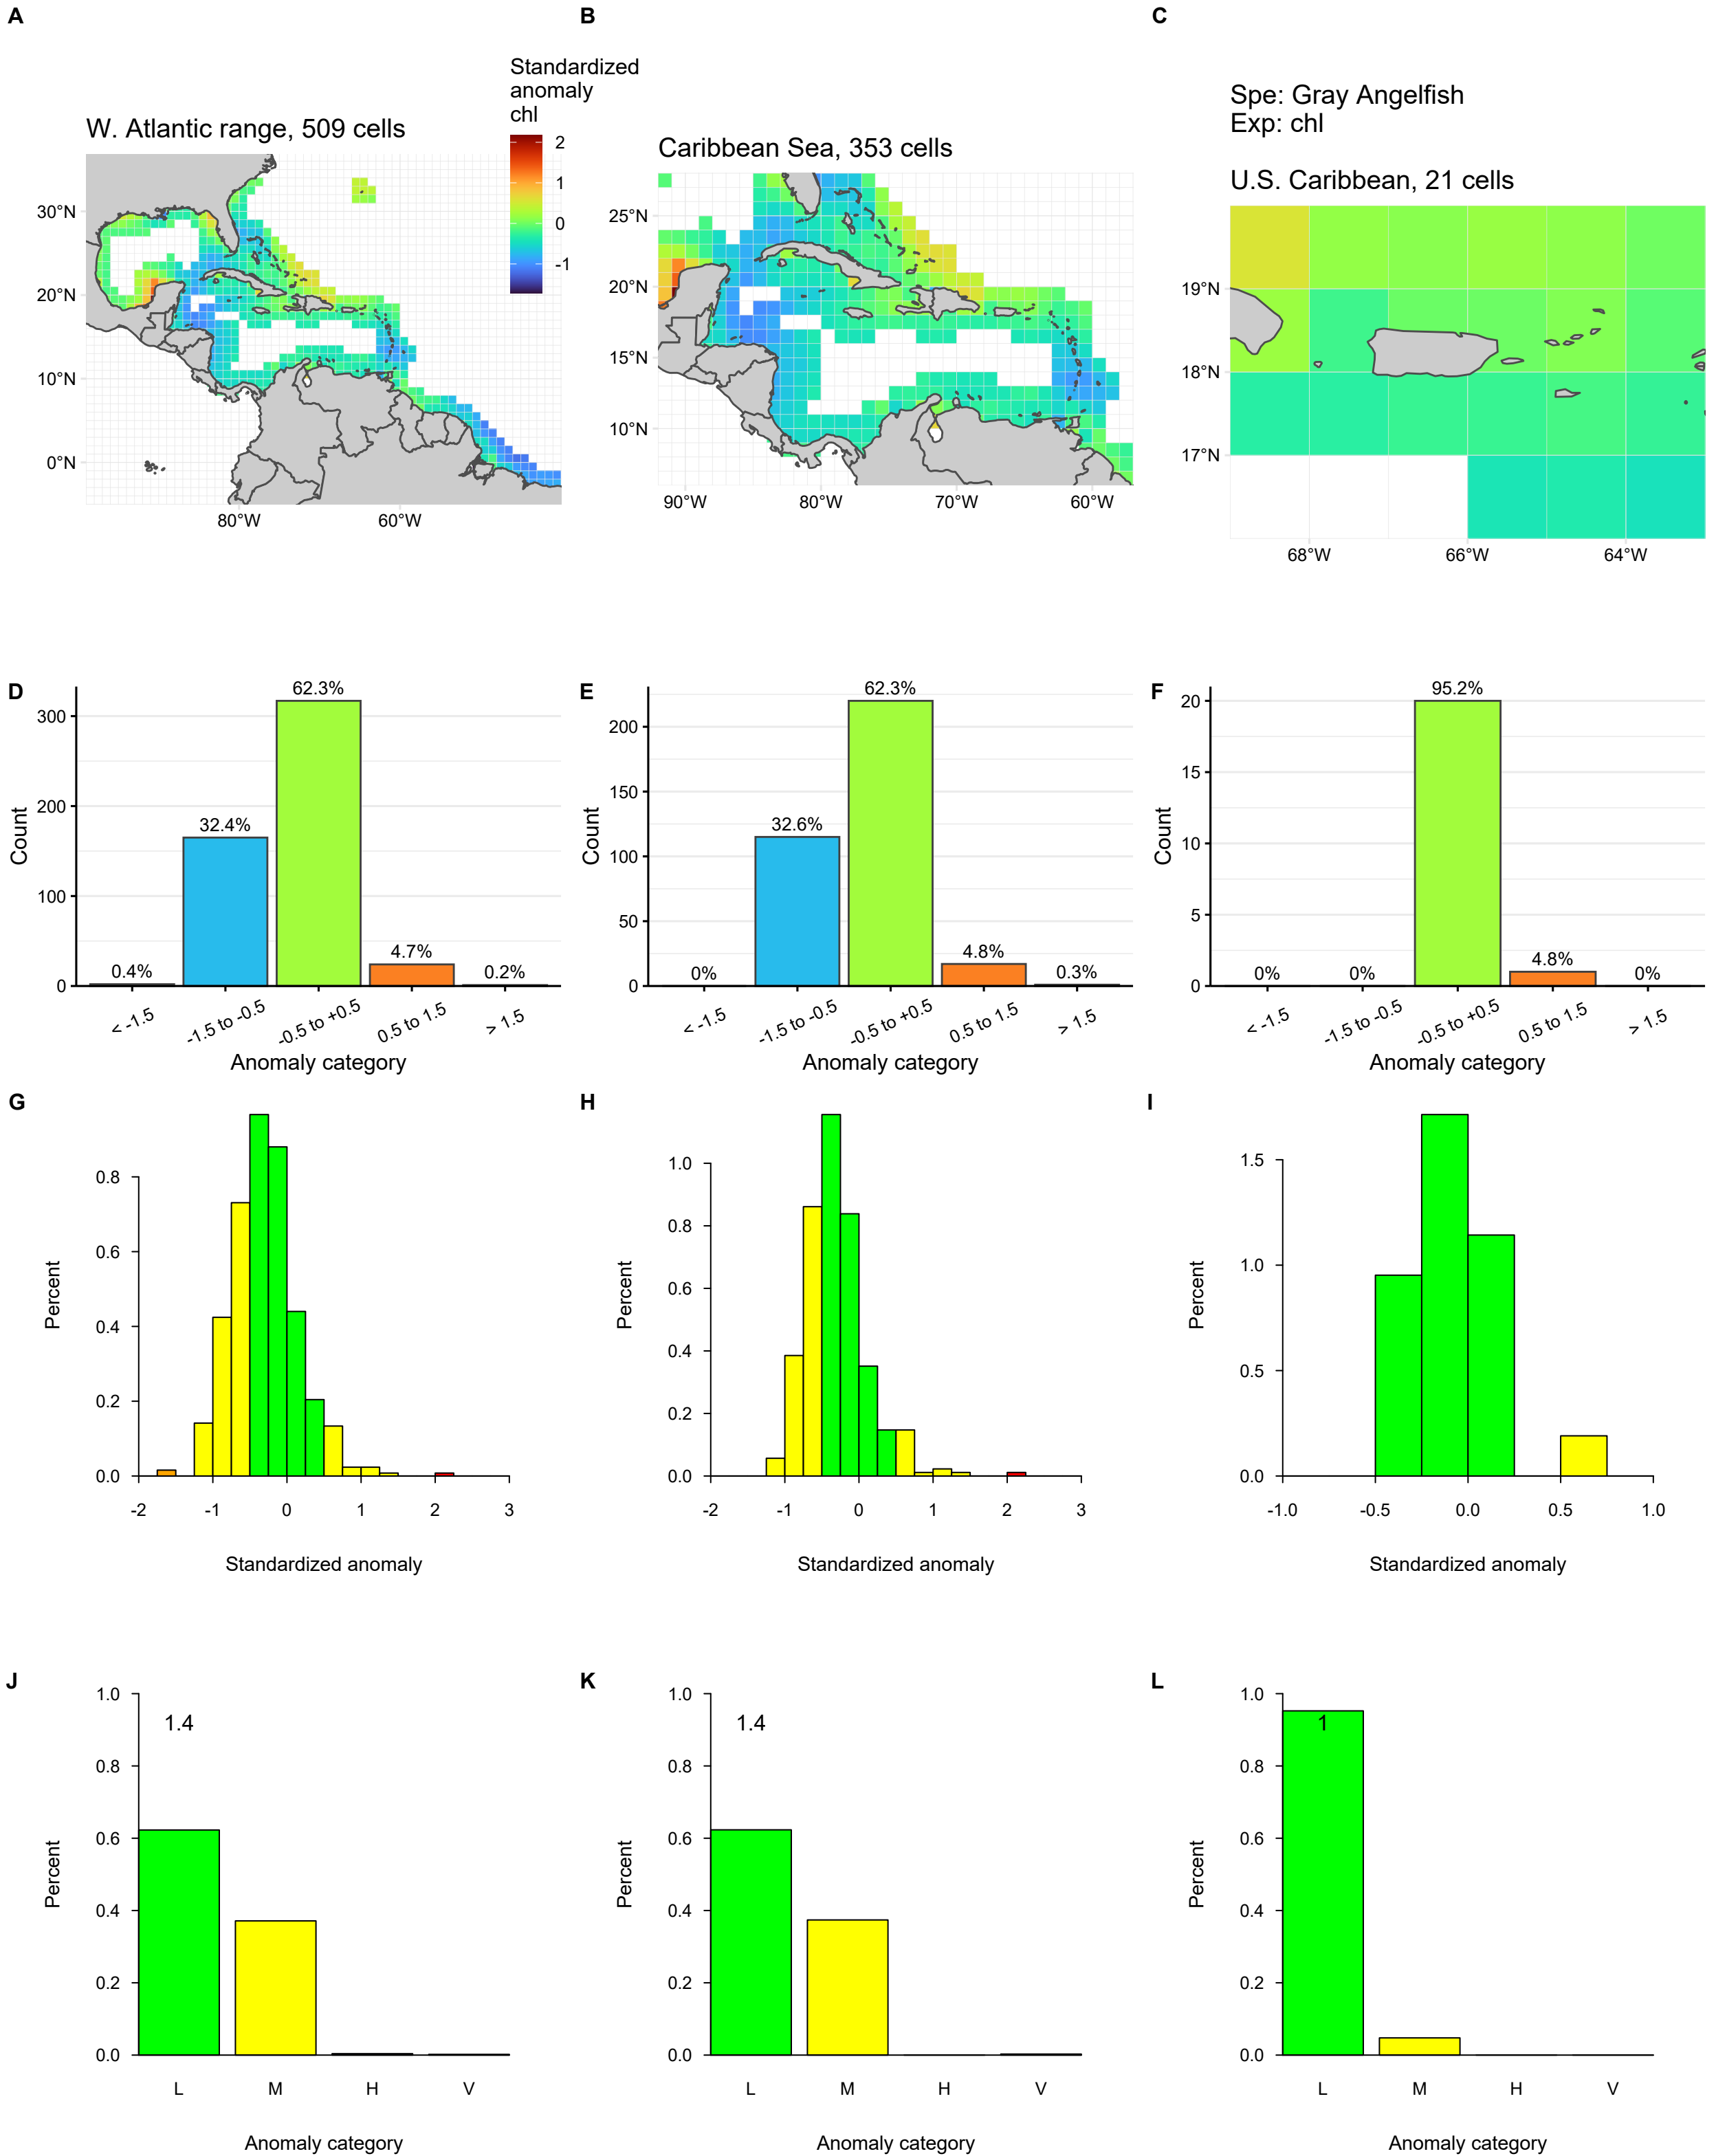 A
B
C
Standardized
anomaly
chl
2
1
0
-1
W. Atlantic range, 509 cells
30°N
20°N
10°N
0°N
80°W
60°W
Caribbean Sea, 353 cells
25°N
20°N
15°N
10°N
90°W
80°W
70°W
60°W
Spe: Gray Angelfish
Exp: chl
U.S. Caribbean, 21 cells
19°N
18°N
17°N
68°W
66°W
64°W
D
Count
300
200
100
0
0.4%
32.4%
62.3%
4.7%
0.2%
< -1.5
-1.5 to -0.5
-0.5 to +0.5
0.5 to 1.5
> 1.5
Anomaly category
E
Count
200
150
100
50
0
0%
32.6%
62.3%
4.8%
0.3%
< -1.5
-1.5 to -0.5
-0.5 to +0.5
0.5 to 1.5
> 1.5
Anomaly category
F
Count
20
15
10
5
0
0%
0%
95.2%
4.8%
0%
< -1.5
-1.5 to -0.5
-0.5 to +0.5
0.5 to 1.5
> 1.5
Anomaly category
G
Percent
0.8
0.6
0.4
0.2
0.0
-2
-1
0
1
2
3
Standardized anomaly
H
Percent
1.0
0.8
0.6
0.4
0.2
0.0
-2
-1
0
1
2
3
Standardized anomaly
I
Percent
1.5
1.0
0.5
0.0
-1.0
-0.5
0.0
0.5
1.0
Standardized anomaly
J
Percent
1.0
0.8
0.6
0.4
0.2
0.0
1.4
L
M
H
V
Anomaly category
K
Percent
1.0
0.8
0.6
0.4
0.2
0.0
1.4
L
M
H
V
Anomaly category
L
Percent
1.0
0.8
0.6
0.4
0.2
0.0
1
L
M
H
V
Anomaly category